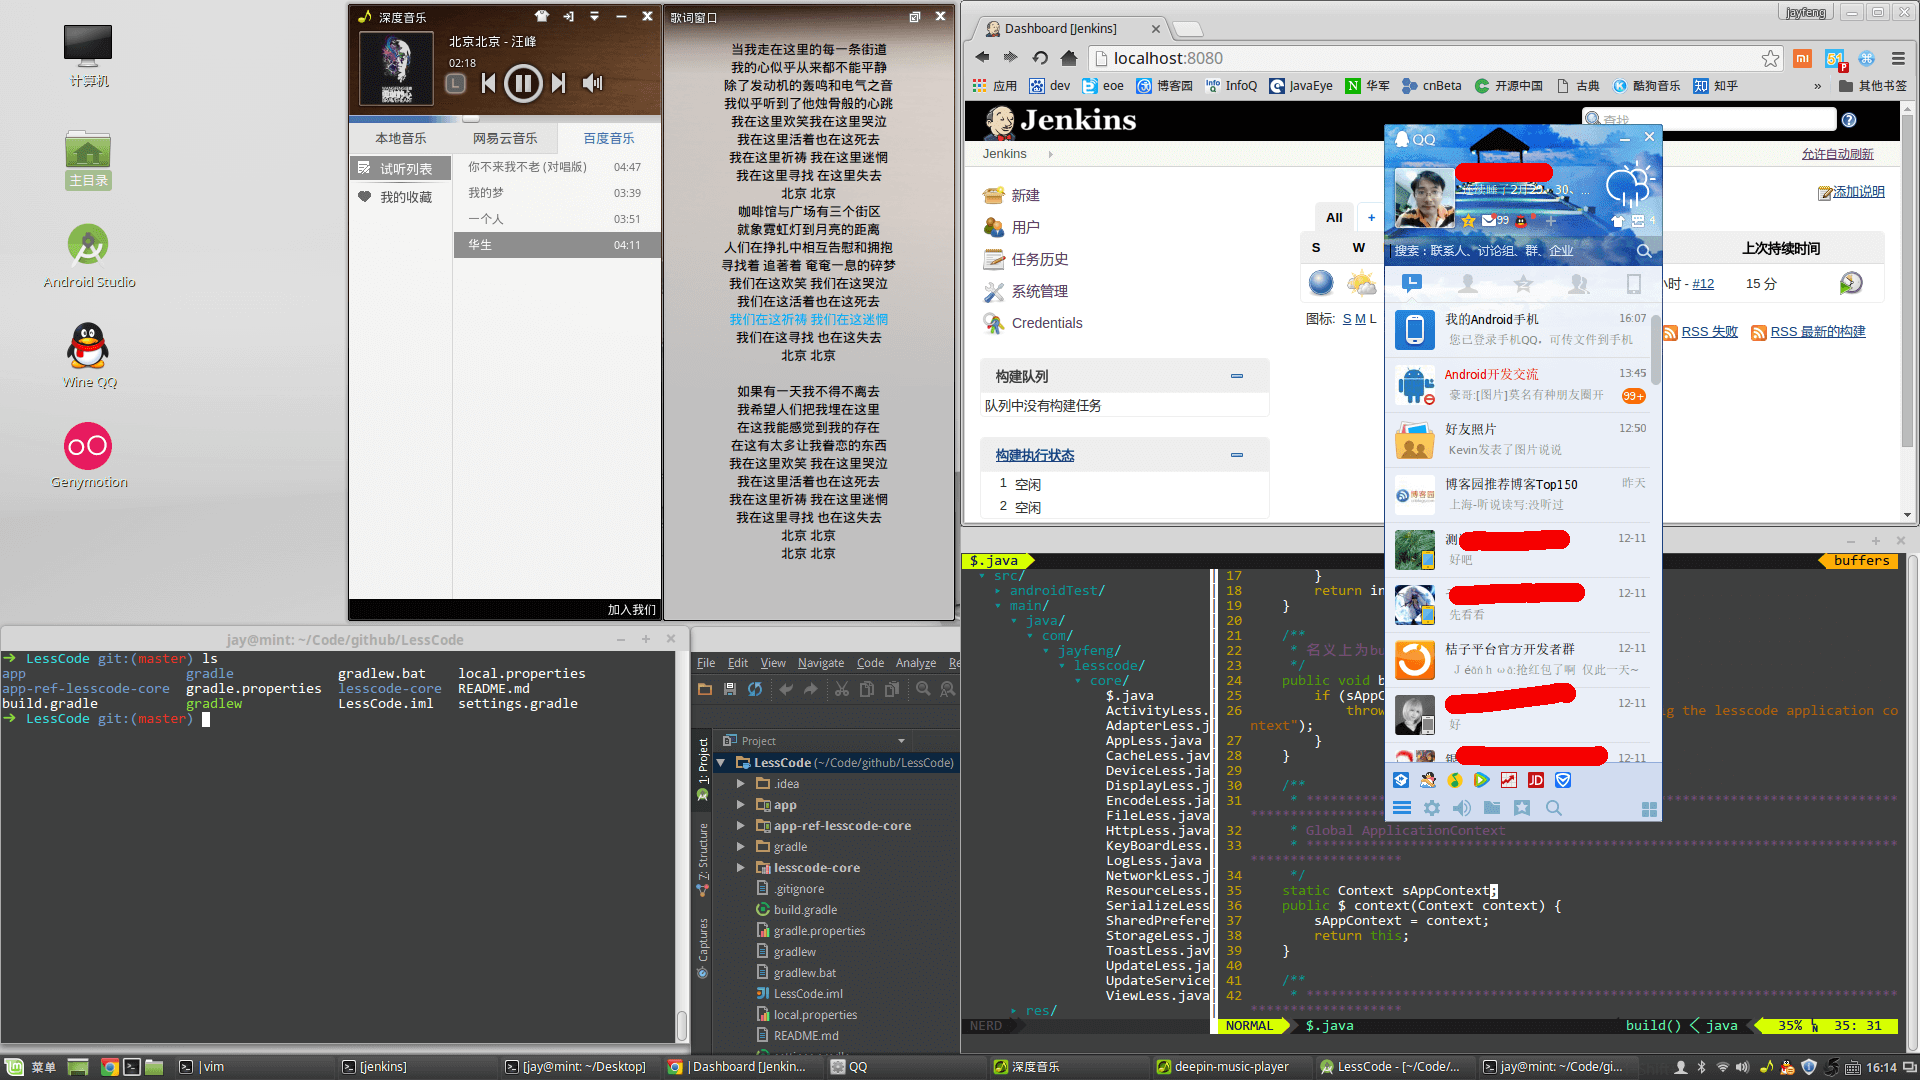 计算机
主目录
Android Studio
Wine QQ
Genymotion
深度音乐
北京北京 - 汪峰
02:18
本地音乐
网易云音乐
百度音乐
试听列表
我的收藏
你不来我不老 (对唱版) 04:47
我的梦 03:39
一个人 03:51
华生 04:11
加入我们
歌词窗口
当我走在这里的每一条街道
我的心似乎从来都不能平静
除了发动机的轰鸣和电气之音
我似乎听到了他烛骨般的心跳
我在这里欢笑我在这里哭泣
我在这里活着也在这死去
我在这里祈祷 我在这里迷惘
我在这里寻找 在这里失去
北京 北京
咖啡馆与广场有三个街区
就象霓虹灯到月亮的距离
人们在挣扎中相互告慰和拥抱
寻找着 追著着 奄奄一息的碎梦
我们在这欢笑 我们在这哭泣
我们在这活着也在这死去
我们在这祈祷 我们在这迷惘
我们在这寻找 也在这失去
北京 北京
如果有一天我不得不离去
我希望人们把我埋在这里
在这我能感觉到我的存在
在这有太多让我眷恋的东西
我在这里欢笑 我在这里哭泣
我在这里活着也在这死去
我在这里祈祷 我在这里迷惘
我在这里寻找 也在这失去
北京 北京
北京 北京
jayfeng
Dashboard [Jenkins]
localhost:8080
应用 dev eoe 博客园 InfoQ JavaEye 华军 cnBeta 开源中国 古典 酷狗音乐 知乎 » 其他书签
Jenkins
查找
Jenkins
允许自动刷新
新建
用户
任务历史
系统管理
Credentials
添加说明
All +
S W
上次持续时间
小时 - #12 15 分
图标: S M L
RSS 失败 RSS 最新的构建
构建队列
队列中没有构建任务
构建执行状态
1 空闲
2 空闲
QQ
99
4
搜索：联系人、讨论组、群、企业
我的Android手机 16:07
您已登录手机QQ，可传文件到手机
Android开发交流 13:45
豪哥:[图片]莫名有种朋友圈开
99+
好友照片 12:50
Kevin发表了图片说说
博客园推荐博客Top150 昨天
上海-听说读写:没听过
测 12-11
好吧
12-11
先看看
桔子平台官方开发者群 12-11
:抢红包了啊 仅此一天~
12-11
好
12-11
JD
jay@mint: ~/Code/github/LessCode
➜ LessCode git:(master) ls
app gradle gradlew.bat local.properties
app-ref-lesscode-core gradle.properties lesscode-core README.md
build.gradle gradlew LessCode.iml settings.gradle
➜ LessCode git:(master)
File Edit View Navigate Code Analyze Re
Project
1: Project
7: Structure
Captures
LessCode (~/Code/github/LessCode)
.idea
app
app-ref-lesscode-core
gradle
lesscode-core
.gitignore
build.gradle
gradle.properties
gradlew
gradlew.bat
LessCode.iml
local.properties
README.md
$.java
buffers
src/
androidTest/
main/
java/
com/
jayfeng/
lesscode/
core/
$.java
ActivityLess.
AdapterLess.j
AppLess.java
CacheLess.jav
DeviceLess.ja
DisplayLess.j
EncodeLess.ja
FileLess.java
HttpLess.java
KeyBoardLess.
LogLess.java
NetworkLess.j
ResourceLess.
SerializeLess
SharedPrefere
StorageLess.j
ToastLess.jav
UpdateLess.ja
UpdateService
ViewLess.java
res/
NERD
17 }
18 return in
19 }
20
21 /**
22 * 名义上为bu
23 */
24 public void b
25 if (sAppC
26 throw g the lesscode application co
ntext");
27 }
28 }
29
30 /**
31 * ***
32 * Global ApplicationContext
33 * ***
34 */
35 static Context sAppContext;
36 public $ context(Context context) {
37 sAppContext = context;
38 return this;
39 }
40
41 /**
42 * ***
NORMAL $.java build() java 35% 35: 31
菜单 |vim [jenkins] [jay@mint: ~/Desktop] |Dashboard [Jenkin... QQ 深度音乐 deepin-music-player LessCode - [~/Code/... jay@mint: ~/Code/gi... 16:14